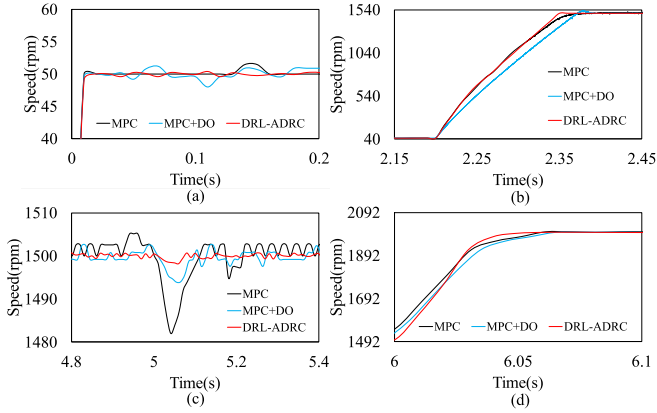 60
55
50
45
40
Speed(rpm)
MPC
MPC+DO
DRL-ADRC
0
0.1
0.2
Time(s)
(a)
1540
1040
540
40
Speed(rpm)
MPC
MPC+DO
DRL-ADRC
2.15
2.25
2.35
2.45
Time(s)
(b)
1510
1500
1490
1480
Speed(rpm)
MPC
MPC+DO
DRL-ADRC
4.8
5
5.2
5.4
Time(s)
(c)
2092
1892
1692
1492
Speed(rpm)
MPC
MPC+DO
DRL-ADRC
6
6.05
6.1
Time(s)
(d)